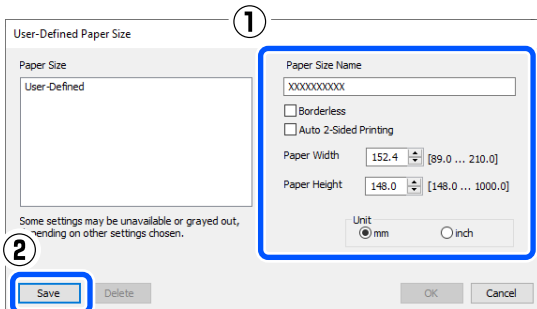 1
User-Defined Paper Size
Paper Size
User-Defined
Some settings may be unavailable or grayed out,
depending on other settings chosen.
Paper Size Name
XXXXXXXXXX
Borderless
Auto 2-Sided Printing
Paper Width 152.4 [89.0 ... 210.0]
Paper Height 148.0 [148.0 ... 1000.0]
Unit
mm inch
2
Save Delete OK Cancel